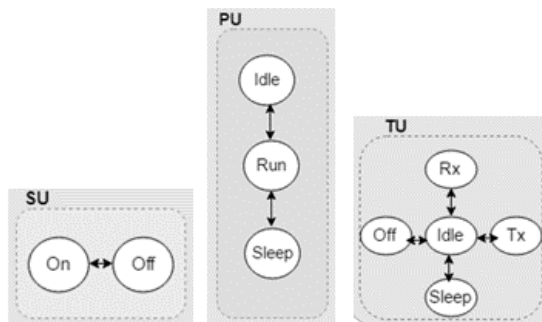 SU
On
Off
PU
Idle
Run
Sleep
TU
Rx
Off
Idle
Tx
Sleep